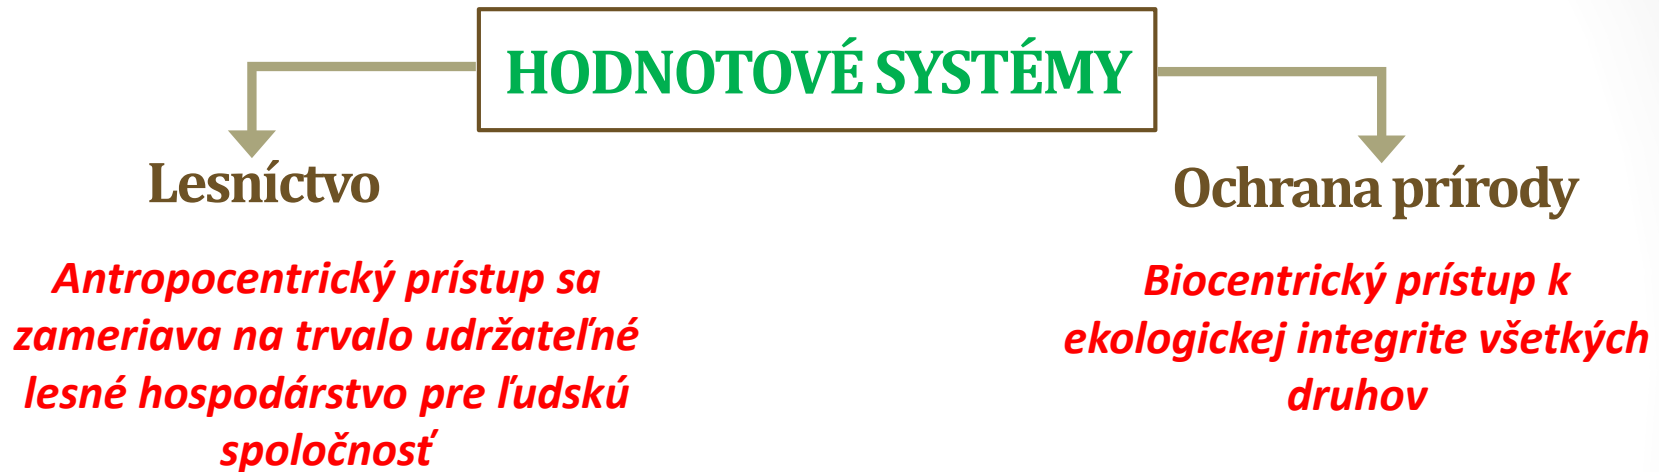 HODNOTOVÉ SYSTÉMY
Lesníctvo
Antropocentrický prístup sa
zameriava na trvalo udržateľné
lesné hospodárstvo pre ľudskú
spoločnosť
Ochrana prírody
Biocentrický prístup k
ekologickej integrite všetkých
druhov